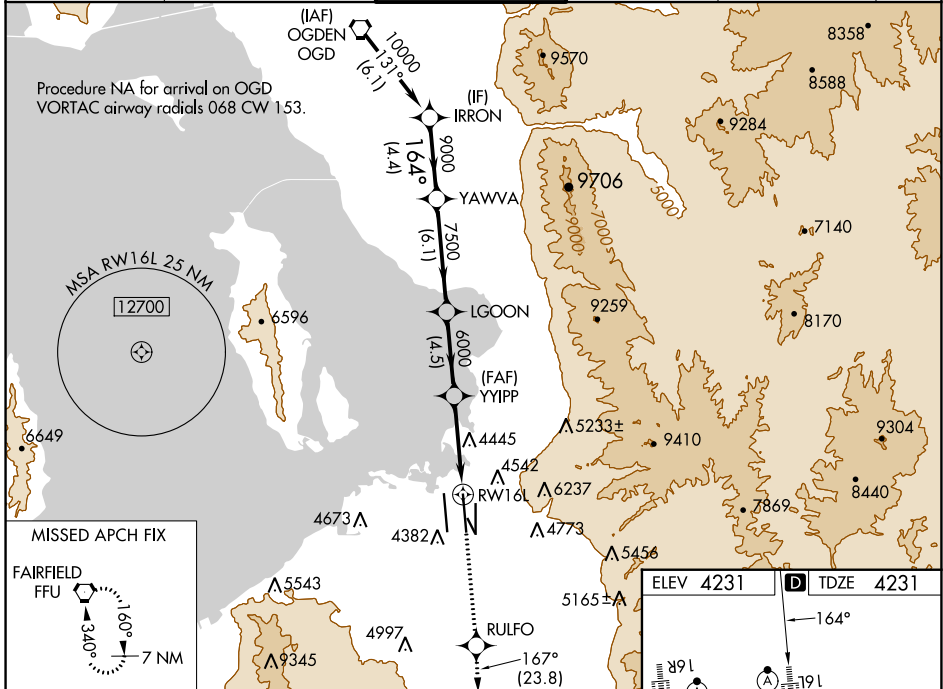 (IAF)
OGDEN
OGD
10000
131°
(6.1)
Procedure NA for arrival on OGD
VORTAC airway radials 068 CW 153.
(IF)
IRRON
9000
164°
(4.4)
YAWVA
7500
(6.1)
LGOON
6000
(4.5)
(FAF)
YYIPP
RW16L
RULFO
167°
(23.8)
MSA RW16L 25 NM
12700
6596
6649
9570
8358
8588
9284
9706
5000
7000
9000
7140
9259
8170
5233±
9410
9304
8440
7869
4445
4542
6237
4773
5456
5165±
4673
4382
5543
4997
9345
MISSED APCH FIX
FAIRFIELD
FFU
160°
340°
7 NM
ELEV 4231
D
TDZE 4231
164°
16R
A
16L